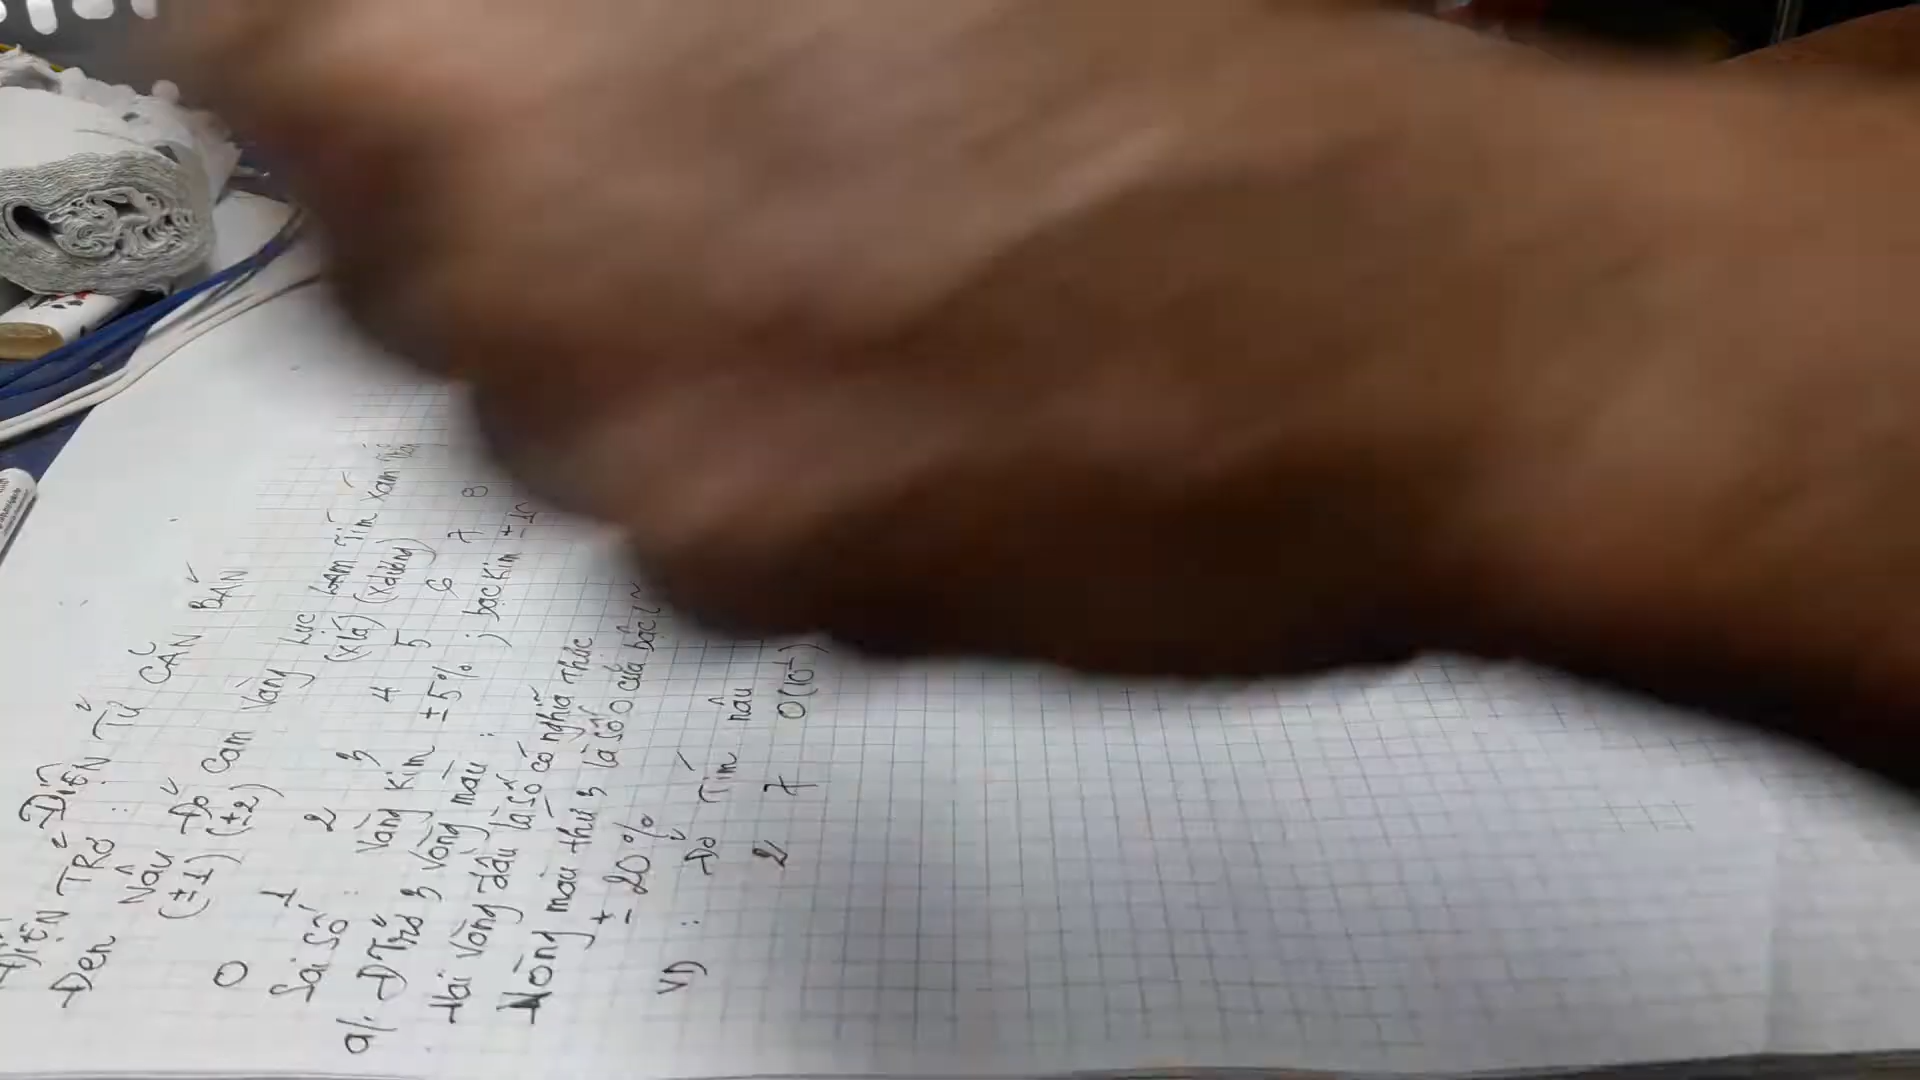 ĐIỆN TỬ CĂN BẢN
ĐIỆN TRỞ :
Đen Nâu Đỏ Cam Vàng Lục Lam Tím Xám
(±1) (±2) (xlá) (xdương)
0 1 2 3 4 5 6 7 8
Sai số : Vàng kim ±5% ; bạc kim ±10
a/. ĐTrở 3 vòng màu :
Hai vòng đầu là số có nghĩa thực
Vòng màu thứ 3 là số 0 của bậc lũ
± 20%
VD : Đỏ Tím nâu
2 7 0(10¹)